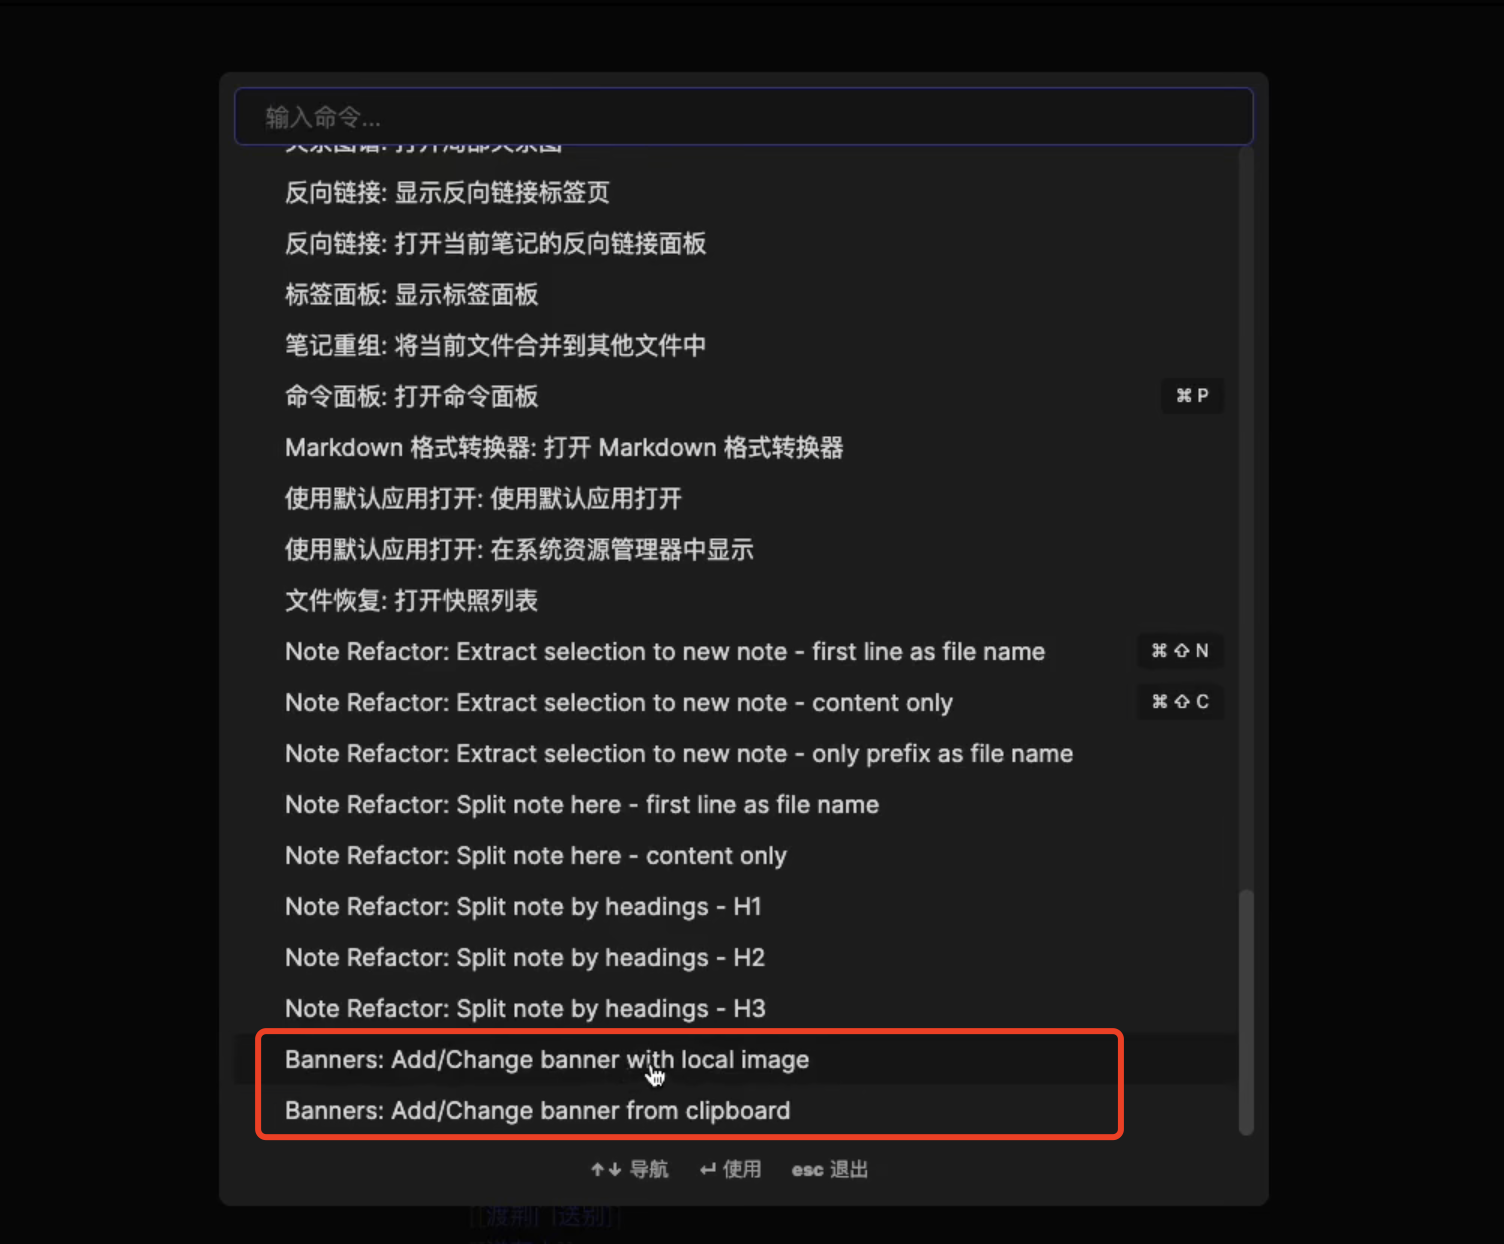 输入命令...
反向链接: 显示反向链接标签页
反向链接: 打开当前笔记的反向链接面板
标签面板: 显示标签面板
笔记重组: 将当前文件合并到其他文件中
命令面板: 打开命令面板 ⌘ P
Markdown 格式转换器: 打开 Markdown 格式转换器
使用默认应用打开: 使用默认应用打开
使用默认应用打开: 在系统资源管理器中显示
文件恢复: 打开快照列表
Note Refactor: Extract selection to new note - first line as file name ⌘ ⇧ N
Note Refactor: Extract selection to new note - content only ⌘ ⇧ C
Note Refactor: Extract selection to new note - only prefix as file name
Note Refactor: Split note here - first line as file name
Note Refactor: Split note here - content only
Note Refactor: Split note by headings - H1
Note Refactor: Split note by headings - H2
Note Refactor: Split note by headings - H3
Banners: Add/Change banner with local image
Banners: Add/Change banner from clipboard
↑↓ 导航 ↵ 使用 esc 退出